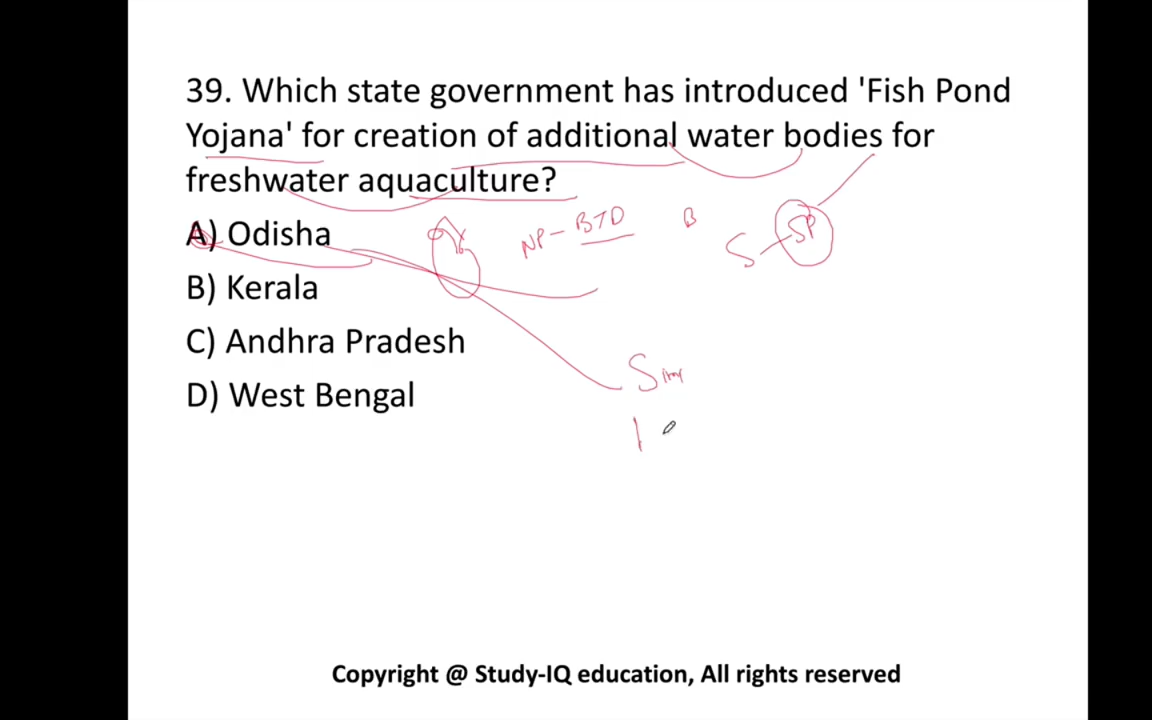 39. Which state government has introduced 'Fish Pond
Yojana' for creation of additional water bodies for
freshwater aquaculture?
A) Odisha
NP - BTD B
S - SP
B) Kerala
C) Andhra Pradesh
D) West Bengal
Copyright @ Study-IQ education, All rights reserved